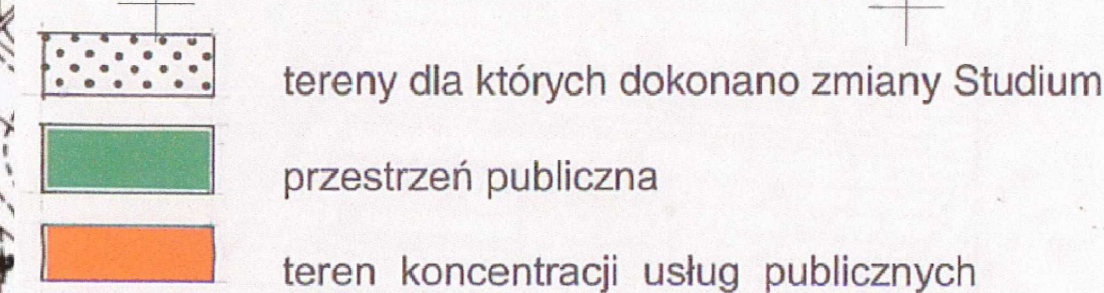 tereny dla których dokonano zmiany Studium
przestrzeń publiczna
teren koncentracji usług publicznych